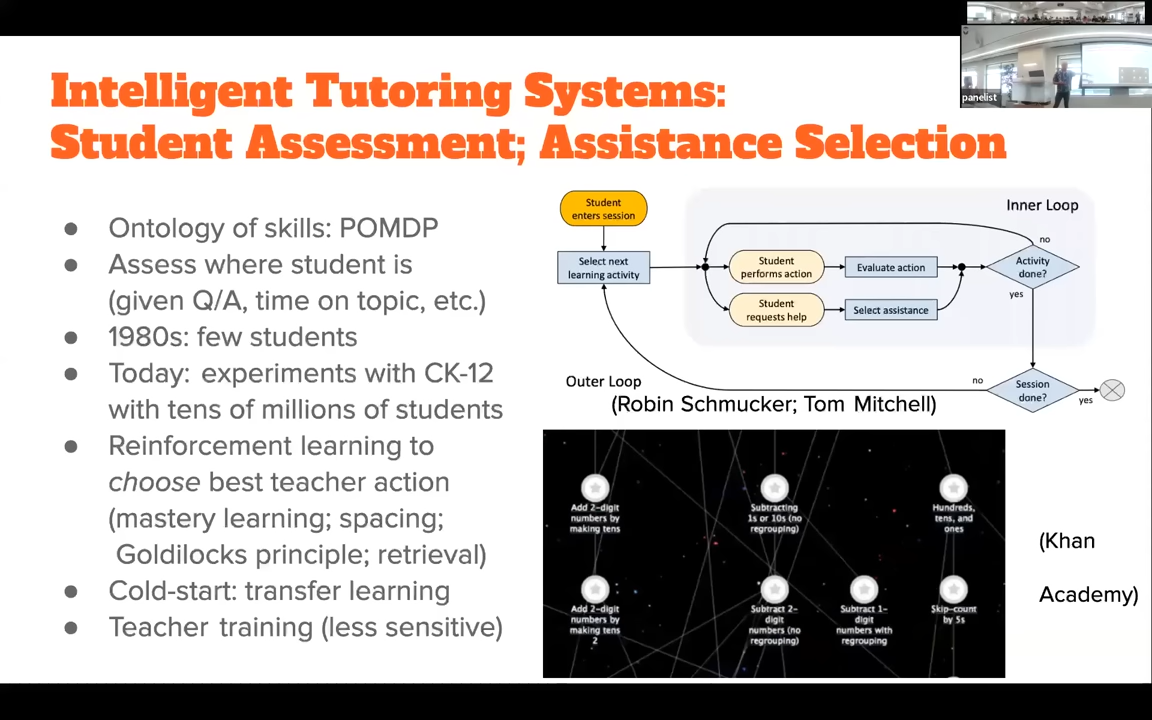 Intelligent Tutoring Systems:
Student Assessment; Assistance Selection
panelist
● Ontology of skills: POMDP
● Assess where student is
(given Q/A, time on topic, etc.)
● 1980s: few students
● Today: experiments with CK-12
with tens of millions of students
● Reinforcement learning to
choose best teacher action
(mastery learning; spacing;
Goldilocks principle; retrieval)
● Cold-start: transfer learning
● Teacher training (less sensitive)
Student
enters session
Select next
learning activity
Inner Loop
Student
performs action
Evaluate action
Student
requests help
Select assistance
Activity
done?
no
yes
Outer Loop
no
Session
done?
yes
(Robin Schmucker; Tom Mitchell)
Add 2-digit
numbers by
making tens
Subtracting
1s or 10s (no
regrouping)
Hundreds,
tens, and
ones
Add 2-digit
numbers by
making tens
2
Subtract 2-
digit
numbers (no
regrouping)
Subtract 1-
digit
numbers with
regrouping
Skip-count
by 5s
(Khan
Academy)